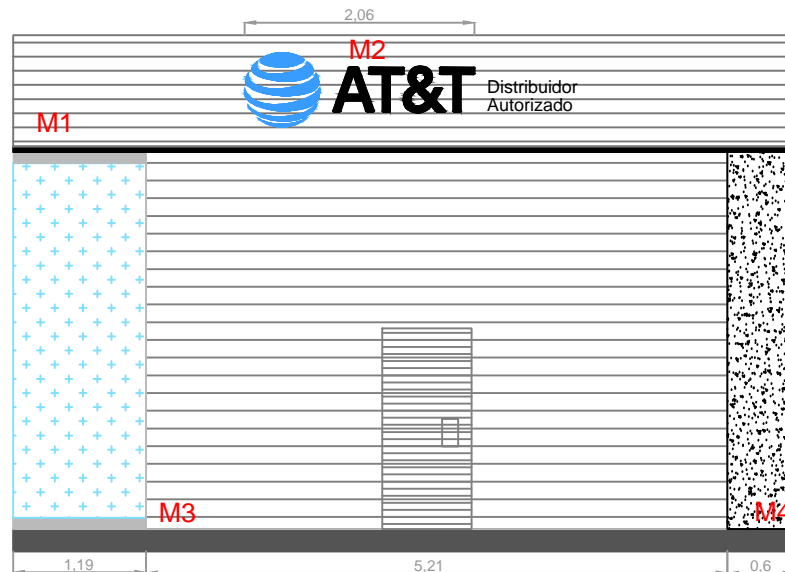 2,06
M2
AT&T Distribuidor
Autorizado
M1
M3
M4
1,19
5,21
0.6